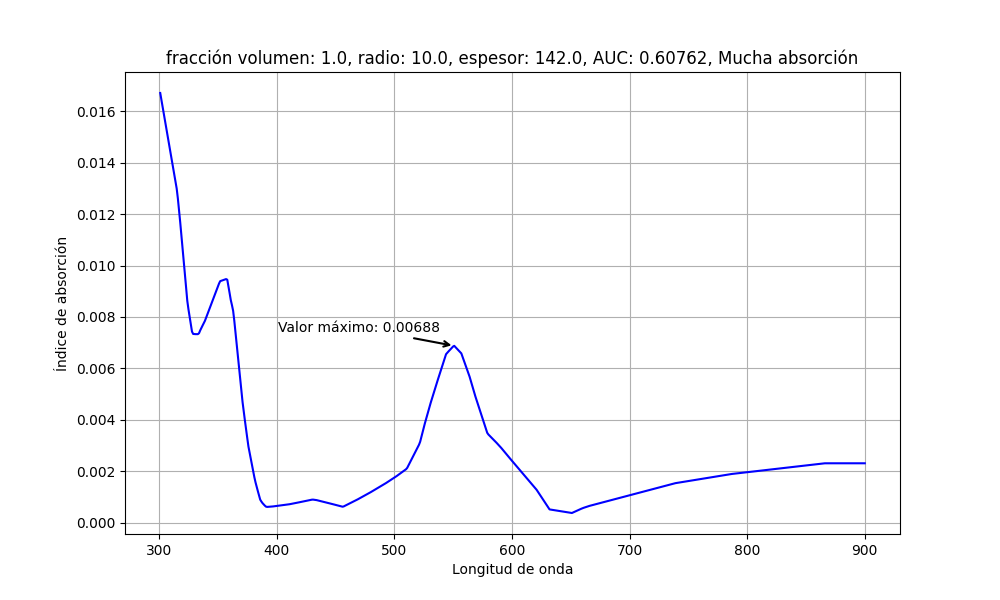 fracción volumen: 1.0, radio: 10.0, espesor: 142.0, AUC: 0.60762, Mucha absorción
Índice de absorción
0.016
0.014
0.012
0.010
0.008
0.006
0.004
0.002
0.000
Valor máximo: 0.00688
300 400 500 600 700 800 900
Longitud de onda